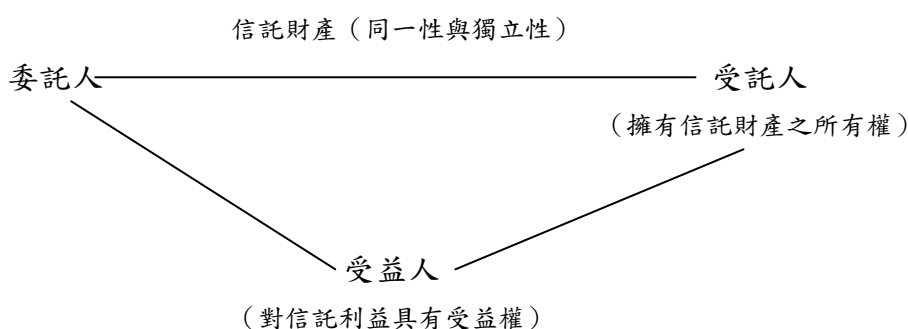 信託財產（同一性與獨立性）
委託人 受託人
（擁有信託財產之所有權）
受益人
（對信託利益具有受益權）